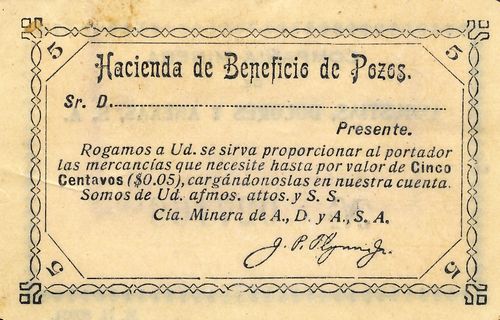 5 5
Hacienda de Beneficio de Pozos.
Sr. D.
Presente.
Rogamos a Ud. se sirva proporcionar al portador
las mercancías que necesite hasta por valor de Cinco
Centavos ($0.05), cargándonoslas en nuestra cuenta.
Somos de Ud. afmos. attos. y S. S.
Cía. Minera de A., D. y A., S. A.
J. P. Flynn Jr.
5 5